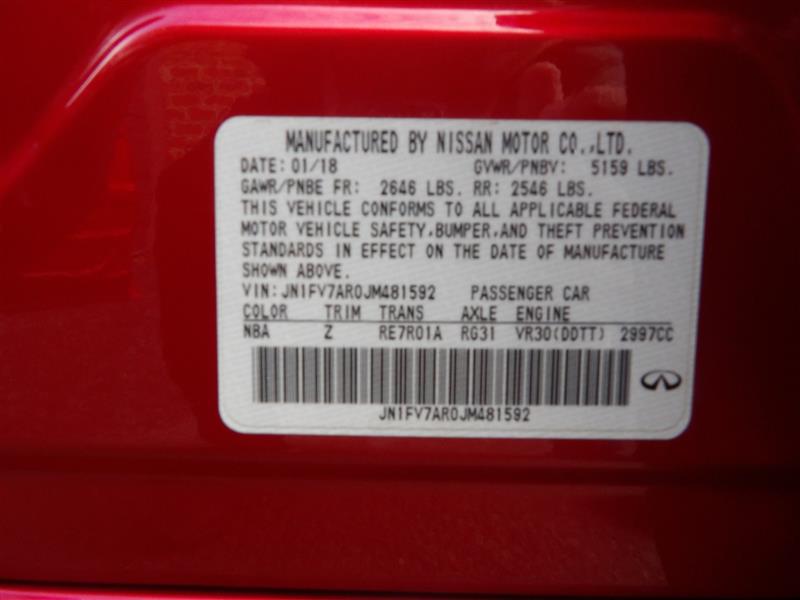 MANUFACTURED BY NISSAN MOTOR CO.,LTD.
DATE: 01/18 GVWR/PNBV: 5159 LBS.
GAWR/PNBE FR: 2646 LBS. RR: 2546 LBS.
THIS VEHICLE CONFORMS TO ALL APPLICABLE FEDERAL
MOTOR VEHICLE SAFETY,BUMPER,AND THEFT PREVENTION
STANDARDS IN EFFECT ON THE DATE OF MANUFACTURE
SHOWN ABOVE.
VIN: JN1FV7AR0JM481592 PASSENGER CAR
COLOR TRIM TRANS AXLE ENGINE
NBA Z RE7R01A RG31 VR30(DDTT) 2997CC
JN1FV7AR0JM481592